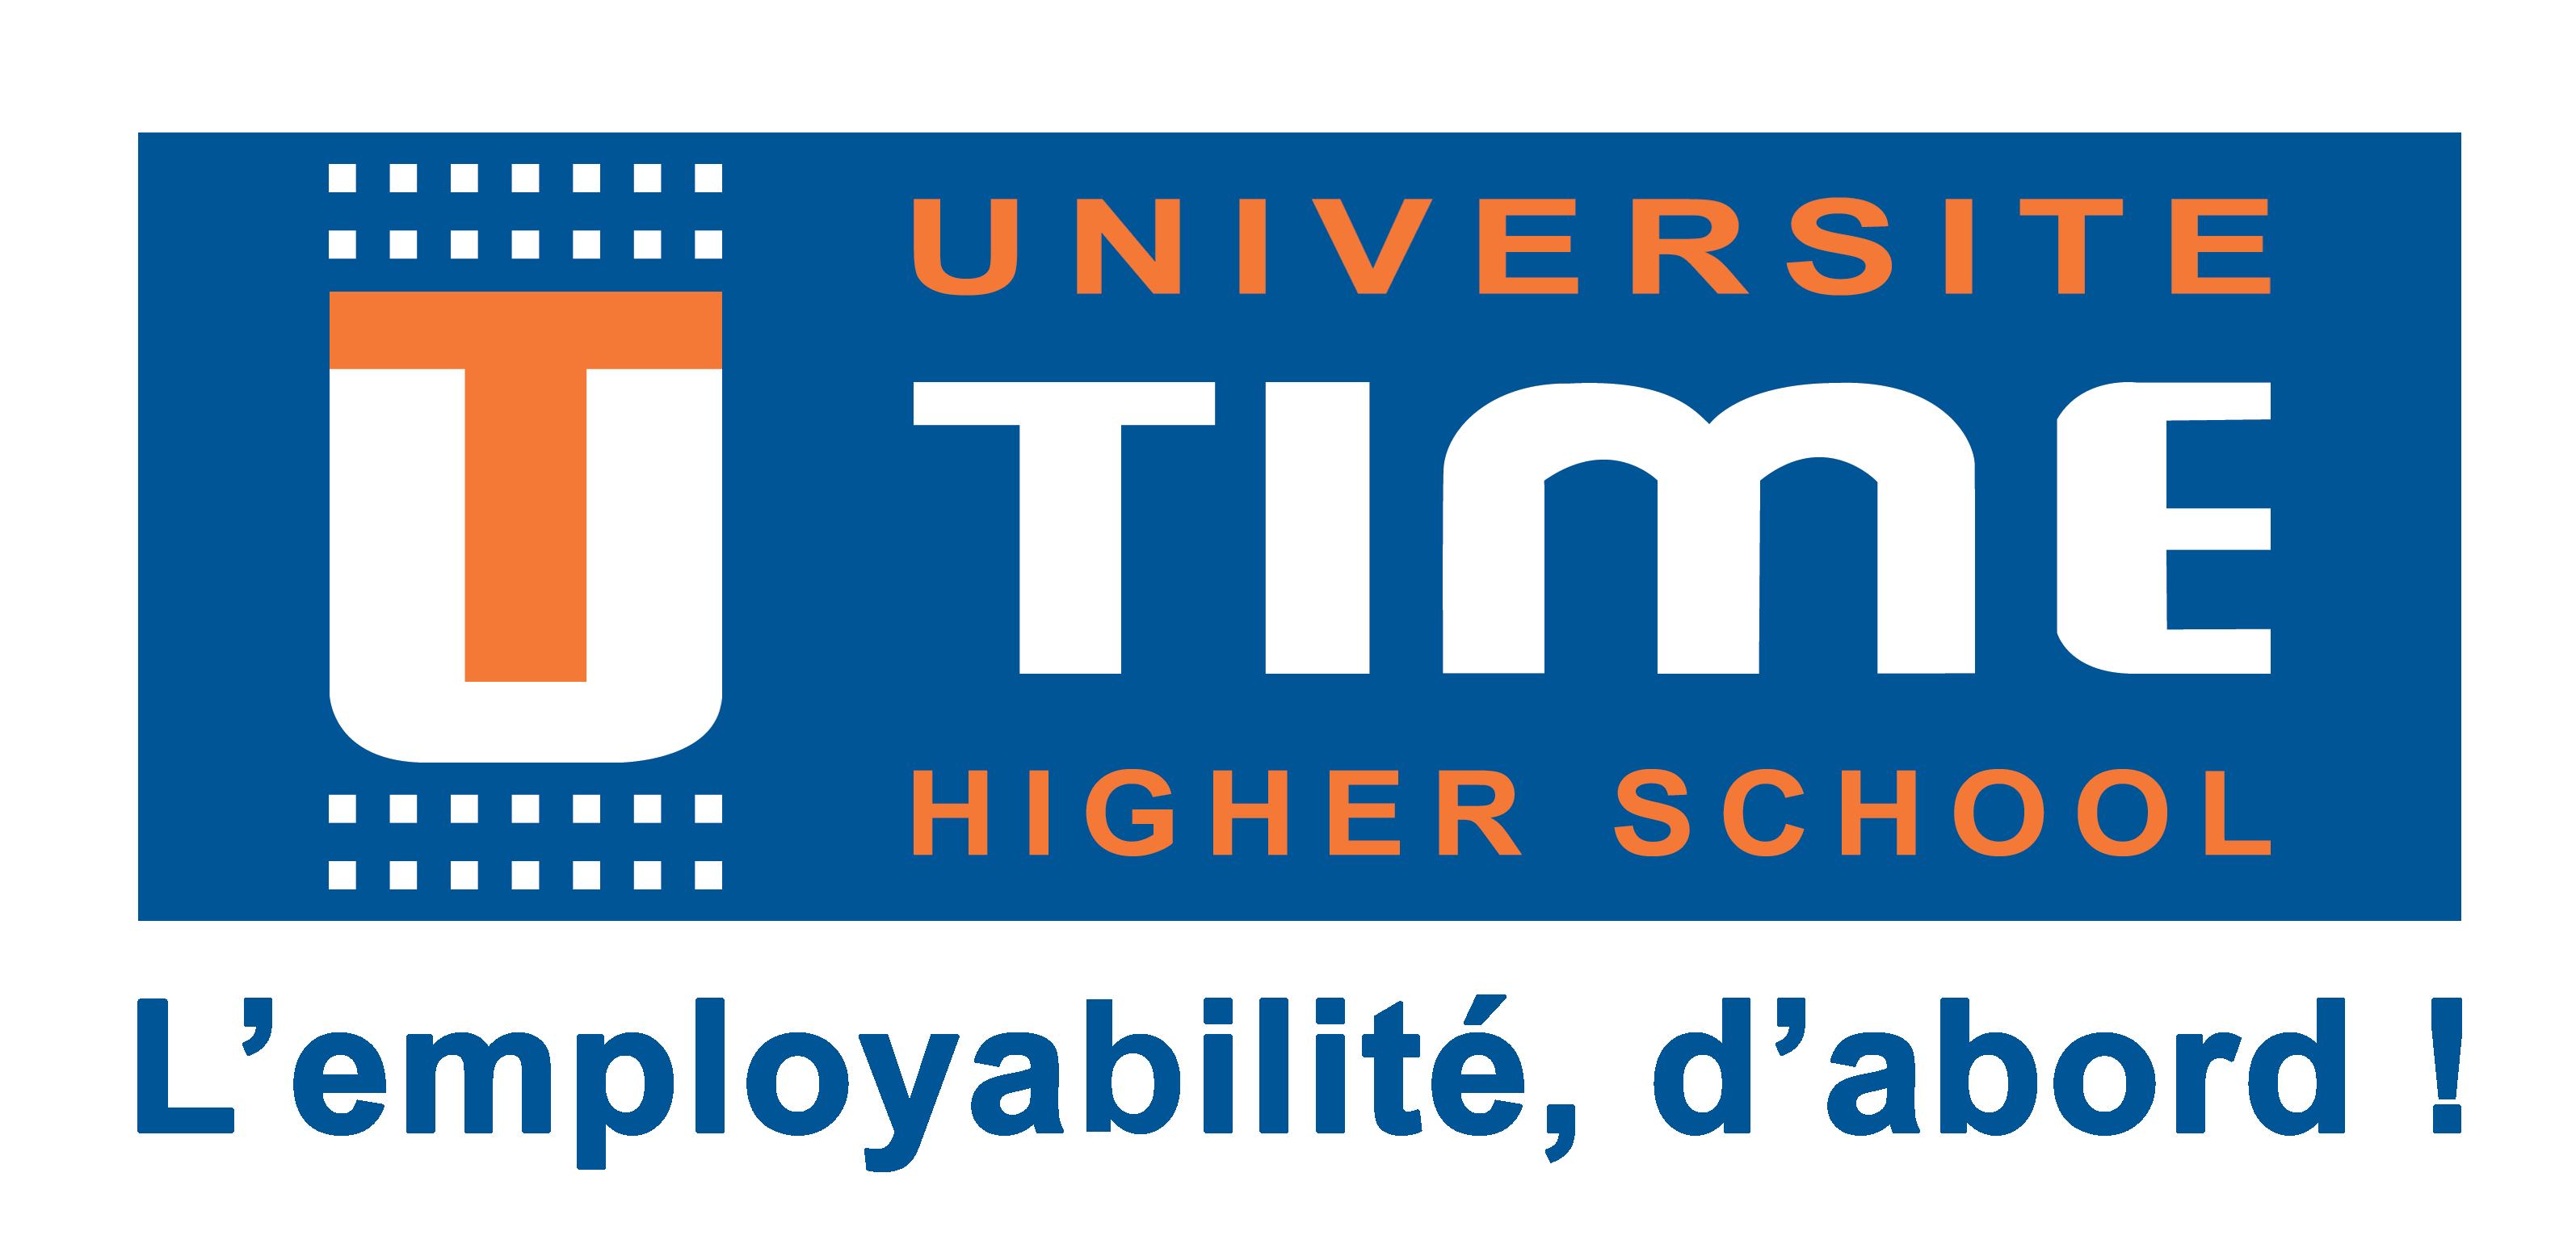 UNIVERSITE
TIME
HIGHER SCHOOL
L’employabilité, d’abord !